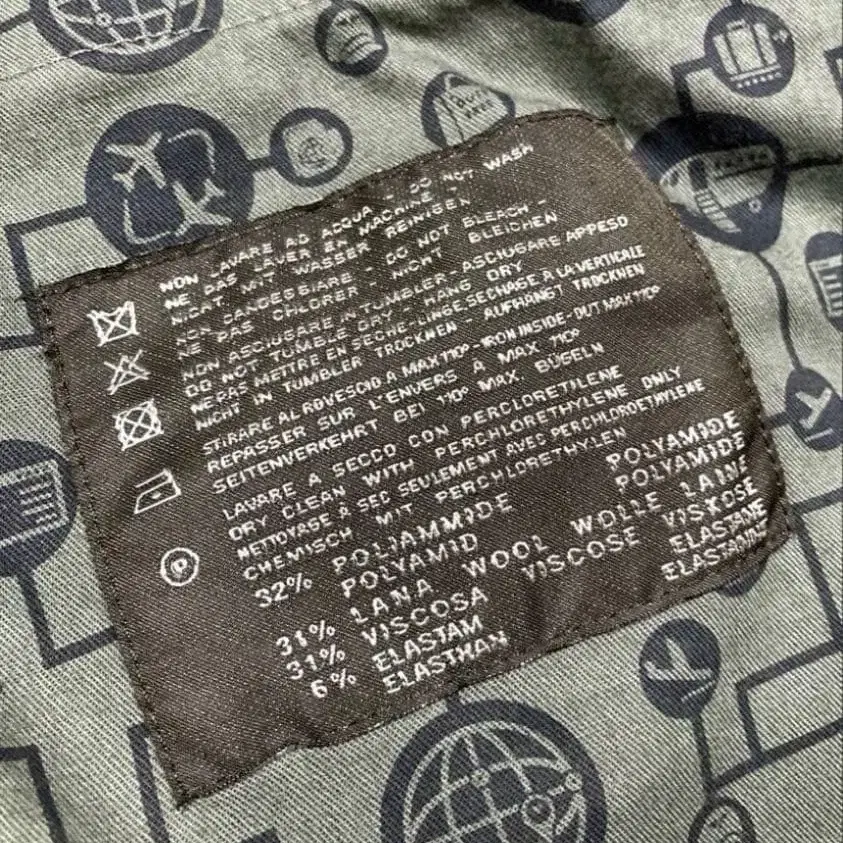 NON LAVARE AD ACQUA - DO NOT WASH
NE PAS LAVER EN MACHINE -
NICHT MIT WASSER REINIGEN
NON CANDEGGIARE - DO NOT BLEACH -
NE PAS CHLORER - NICHT BLEICHEN
NON ASCIUGARE IN TUMBLER - ASCIUGARE APPESO
DO NOT TUMBLE DRY - HANG DRY
NE PAS METTRE EN SECHE-LINGE, SECHAGE A LA VERTICALE
NICHT IN TUMBLER TROCKNEN - AUFHANGT TROCKNEN
STIRARE AL ROVESCIO A MAX 110° - IRON INSIDE-OUT MAX 110°
REPASSER SUR L'ENVERS A MAX 110°
SEITENVERKEHRT BEI 110° MAX. BÜGELN
LAVARE A SECCO CON PERCLORETILENE
DRY CLEAN WITH PERCHLORETHYLENE ONLY
NETTOYAGE A SEC SEULEMENT AVEC PERCHLOROETHYLENE
CHEMISCH MIT PERCHLORETHYLEN
P
32% POLIAMMIDE POLYAMIDE
POLYAMID POLYAMIDE
31% LANA WOOL WOLLE LAINE
31% VISCOSA VISCOSE VISKOSE
6% ELASTAM ELASTANE
ELASTHAN ELASTANE